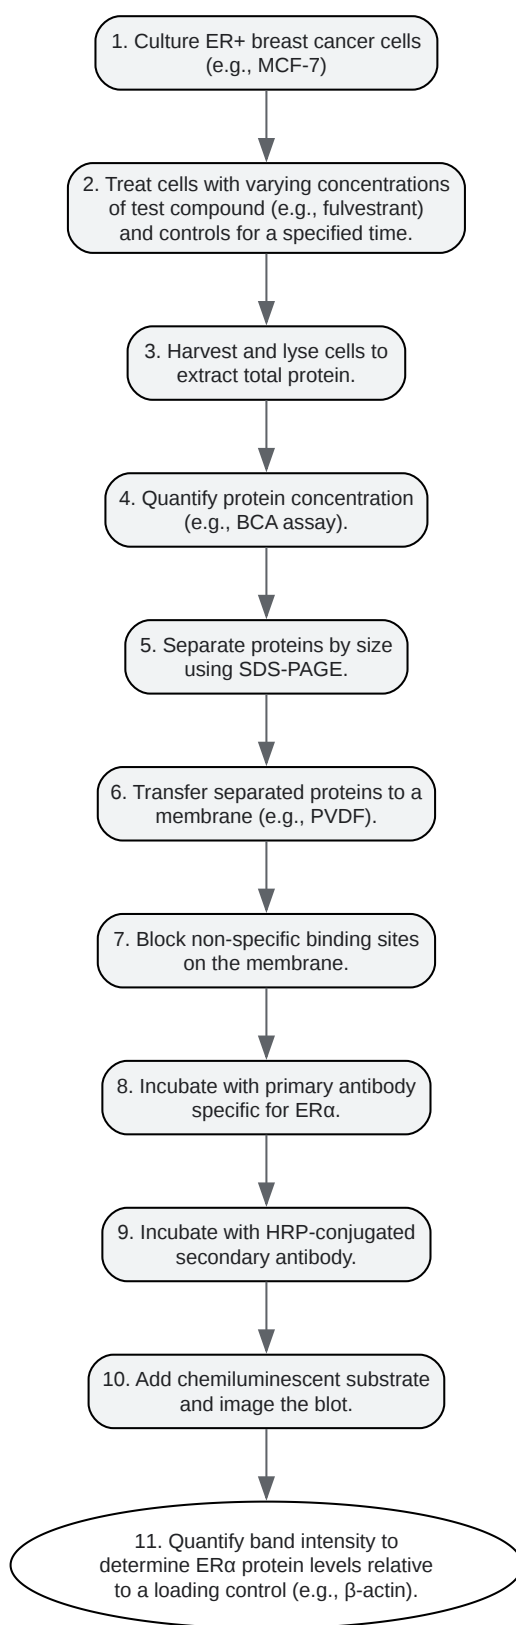 1. Culture ER+ breast cancer cells
(e.g., MCF-7)
2. Treat cells with varying concentrations
of test compound (e.g., fulvestrant)
and controls for a specified time.
3. Harvest and lyse cells to
extract total protein.
4. Quantify protein concentration
(e.g., BCA assay).
5. Separate proteins by size
using SDS-PAGE.
6. Transfer separated proteins to a
membrane (e.g., PVDF).
7. Block non-specific binding sites
on the membrane.
8. Incubate with primary antibody
specific for ERα.
9. Incubate with HRP-conjugated
secondary antibody.
10. Add chemiluminescent substrate
and image the blot.
11. Quantify band intensity to
determine ERα protein levels relative
to a loading control (e.g., β-actin).